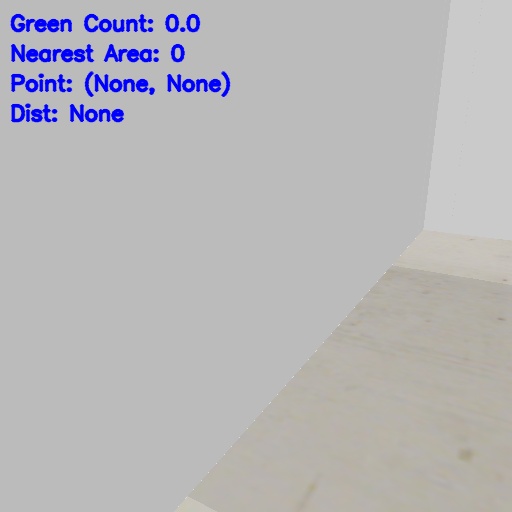 Green Count: 0.0
Nearest Area: 0
Point: (None, None)
Dist: None